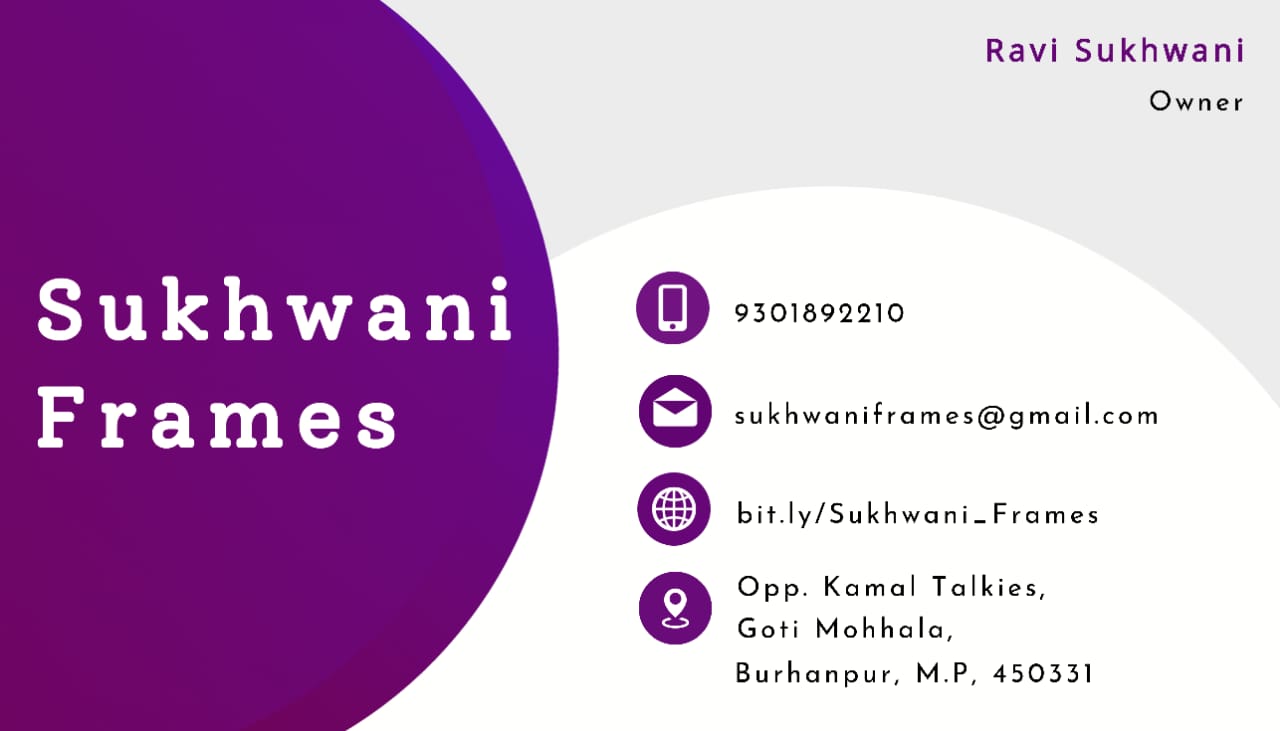 Ravi Sukhwani
Owner
Sukhwani
Frames
9301892210
sukhwaniframes@gmail.com
bit.ly/Sukhwani_Frames
Opp. Kamal Talkies,
Goti Mohhala,
Burhanpur, M.P, 450331